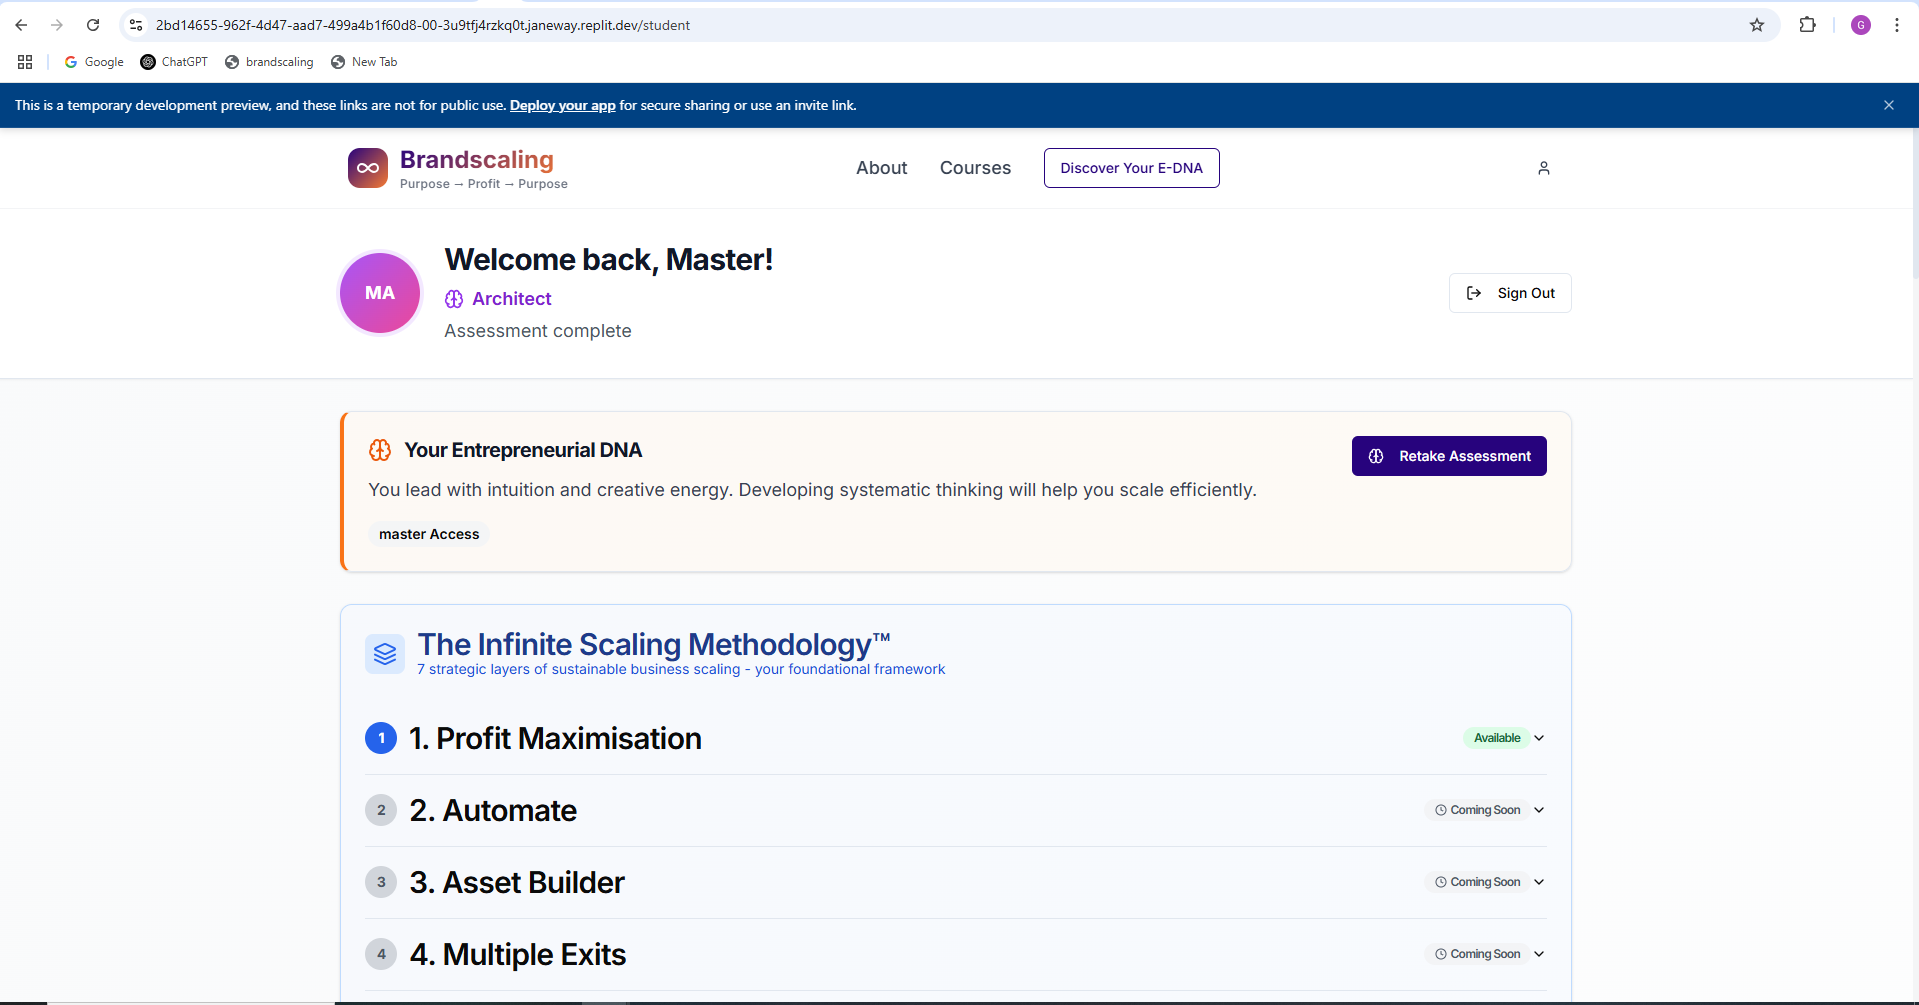 2bd14655-962f-4d47-aad7-499a4b1f60d8-00-3u9tfj4rzkq0t.janeway.replit.dev/student
G
Google
ChatGPT
brandscaling
New Tab
This is a temporary development preview, and these links are not for public use. Deploy your app for secure sharing or use an invite link.
Brandscaling
Purpose → Profit → Purpose
About
Courses
Discover Your E-DNA
MA
Welcome back, Master!
Architect
Assessment complete
Sign Out
Your Entrepreneurial DNA
Retake Assessment
You lead with intuition and creative energy. Developing systematic thinking will help you scale efficiently.
master Access
The Infinite Scaling Methodology™
7 strategic layers of sustainable business scaling - your foundational framework
1 1. Profit Maximisation Available
2 2. Automate Coming Soon
3 3. Asset Builder Coming Soon
4 4. Multiple Exits Coming Soon